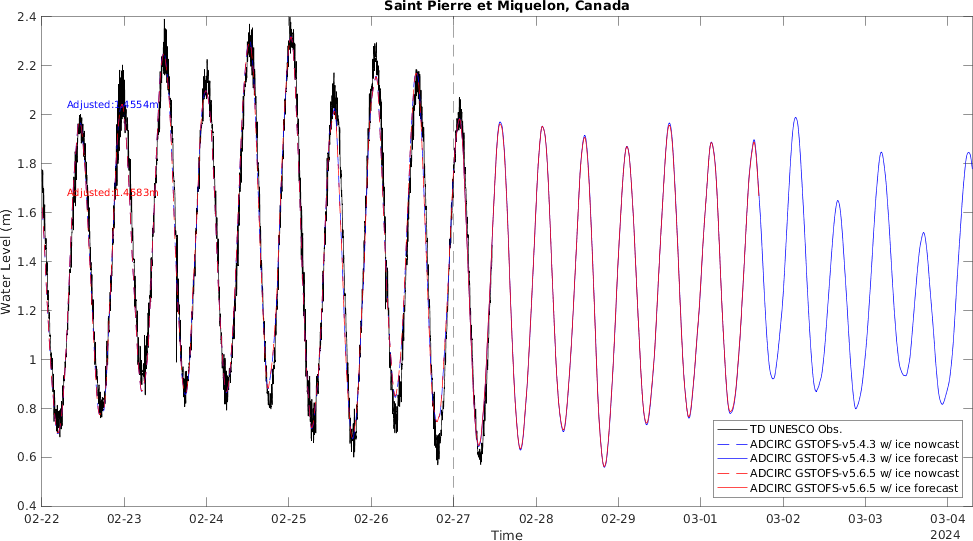 Saint Pierre et Miquelon, Canada
2.4
2.2
2
1.8
1.6
1.4
1.2
1
0.8
0.6
0.4
Water Level (m)
Adjusted:1.4554m
Adjusted:1.4683m
TD UNESCO Obs.
ADCIRC GSTOFS-v5.4.3 w/ ice nowcast
ADCIRC GSTOFS-v5.4.3 w/ ice forecast
ADCIRC GSTOFS-v5.6.5 w/ ice nowcast
ADCIRC GSTOFS-v5.6.5 w/ ice forecast
02-22 02-23 02-24 02-25 02-26 02-27 02-28 02-29 03-01 03-02 03-03 03-04
2024
Time